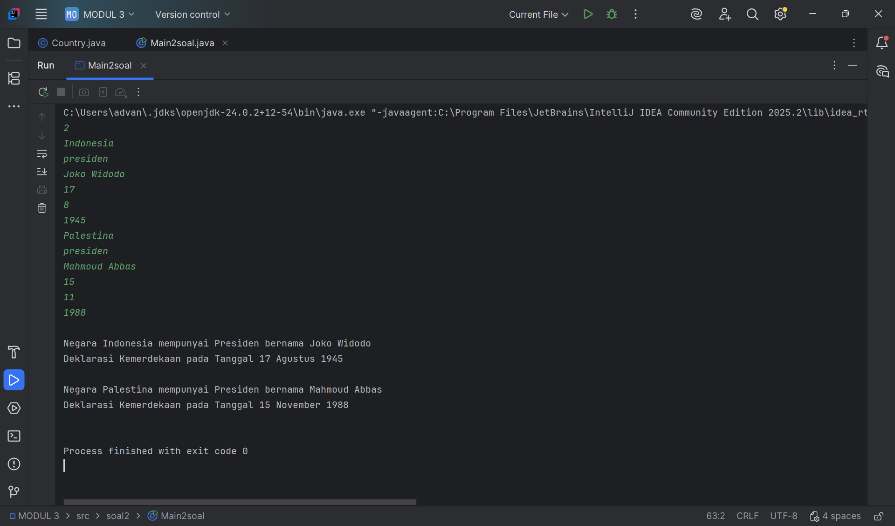 MO MODUL 3 Version control Current File
Country.java Main2soal.java
Run Main2soal
C:\Users\advan\.jdks\openjdk-24.0.2+12-54\bin\java.exe "-javaagent:C:\Program Files\JetBrains\IntelliJ IDEA Community Edition 2025.2\lib\idea_rt
2
Indonesia
presiden
Joko Widodo
17
8
1945
Palestina
presiden
Mahmoud Abbas
15
11
1988
Negara Indonesia mempunyai Presiden bernama Joko Widodo
Deklarasi Kemerdekaan pada Tanggal 17 Agustus 1945
Negara Palestina mempunyai Presiden bernama Mahmoud Abbas
Deklarasi Kemerdekaan pada Tanggal 15 November 1988
Process finished with exit code 0
MODUL 3 > src > soal2 > Main2soal 63:2 CRLF UTF-8 4 spaces